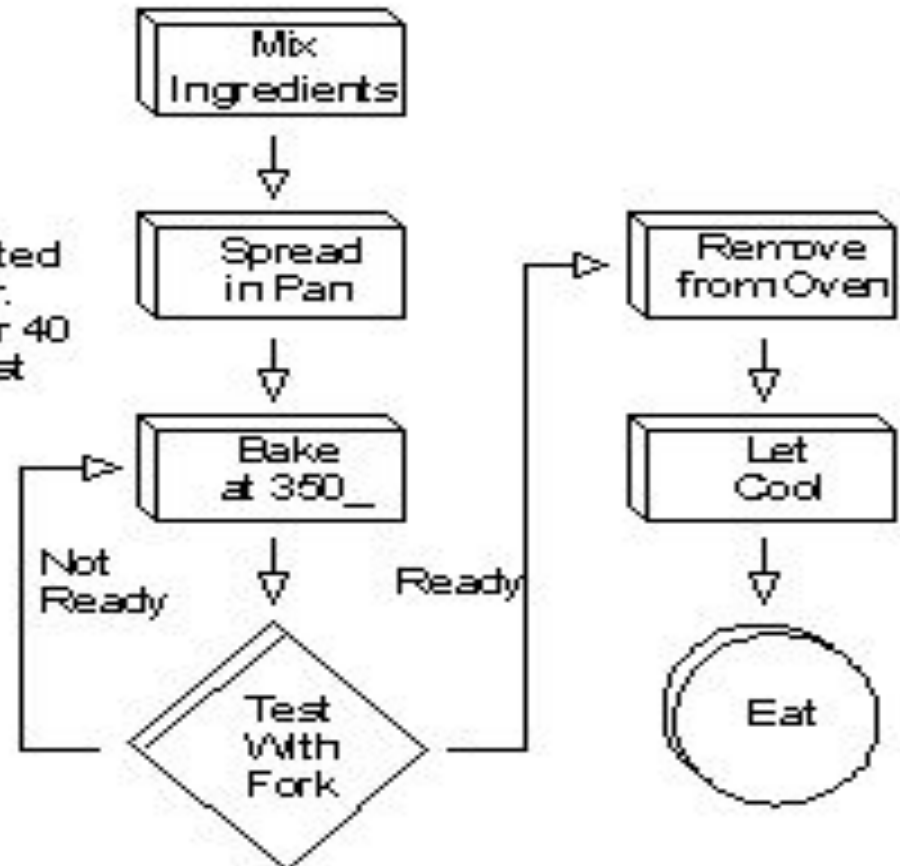 Mix
Ingredients
Spread
in Pan
40
Bake
at 350_
Not
Ready
Test
With
Fork
Ready
Remove
from Oven
Let
Cool
Eat